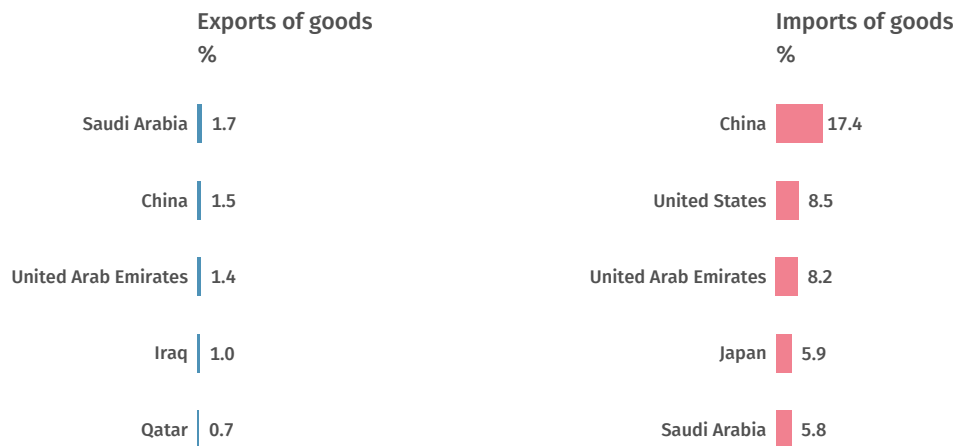 Exports of goods
%
Saudi Arabia 1.7
China 1.5
United Arab Emirates 1.4
Iraq 1.0
Qatar 0.7
Imports of goods
%
China 17.4
United States 8.5
United Arab Emirates 8.2
Japan 5.9
Saudi Arabia 5.8